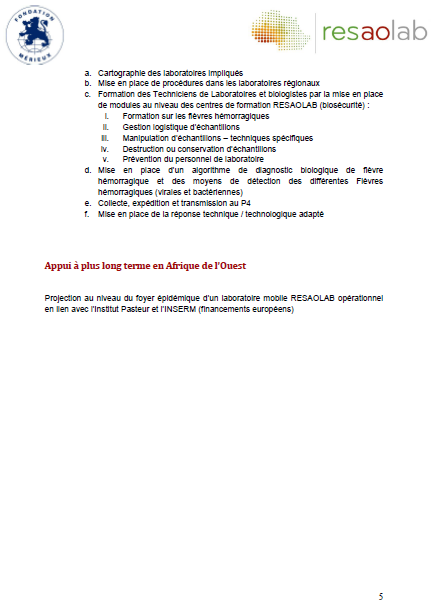 FONDATION
MÉRIEUX
resaolab
a. Cartographie des laboratoires impliqués
b. Mise en place de procédures dans les laboratoires régionaux
c. Formation des Techniciens de Laboratoires et biologistes par la mise en place
de modules au niveau des centres de formation RESAOLAB (biosécurité) :
i. Formation sur les fièvres hémorragiques
ii. Gestion logistique d'échantillons
iii. Manipulation d'échantillons – techniques spécifiques
iv. Destruction ou conservation d'échantillons
v. Prévention du personnel de laboratoire
d. Mise en place d'un algorithme de diagnostic biologique de fièvre
hémorragique et des moyens de détection des différentes Fièvres
hémorragiques (virales et bactériennes)
e. Collecte, expédition et transmission au P4
f. Mise en place de la réponse technique / technologique adapté
Appui à plus long terme en Afrique de l'Ouest
Projection au niveau du foyer épidémique d'un laboratoire mobile RESAOLAB opérationnel
en lien avec l'Institut Pasteur et l'INSERM (financements européens)
5